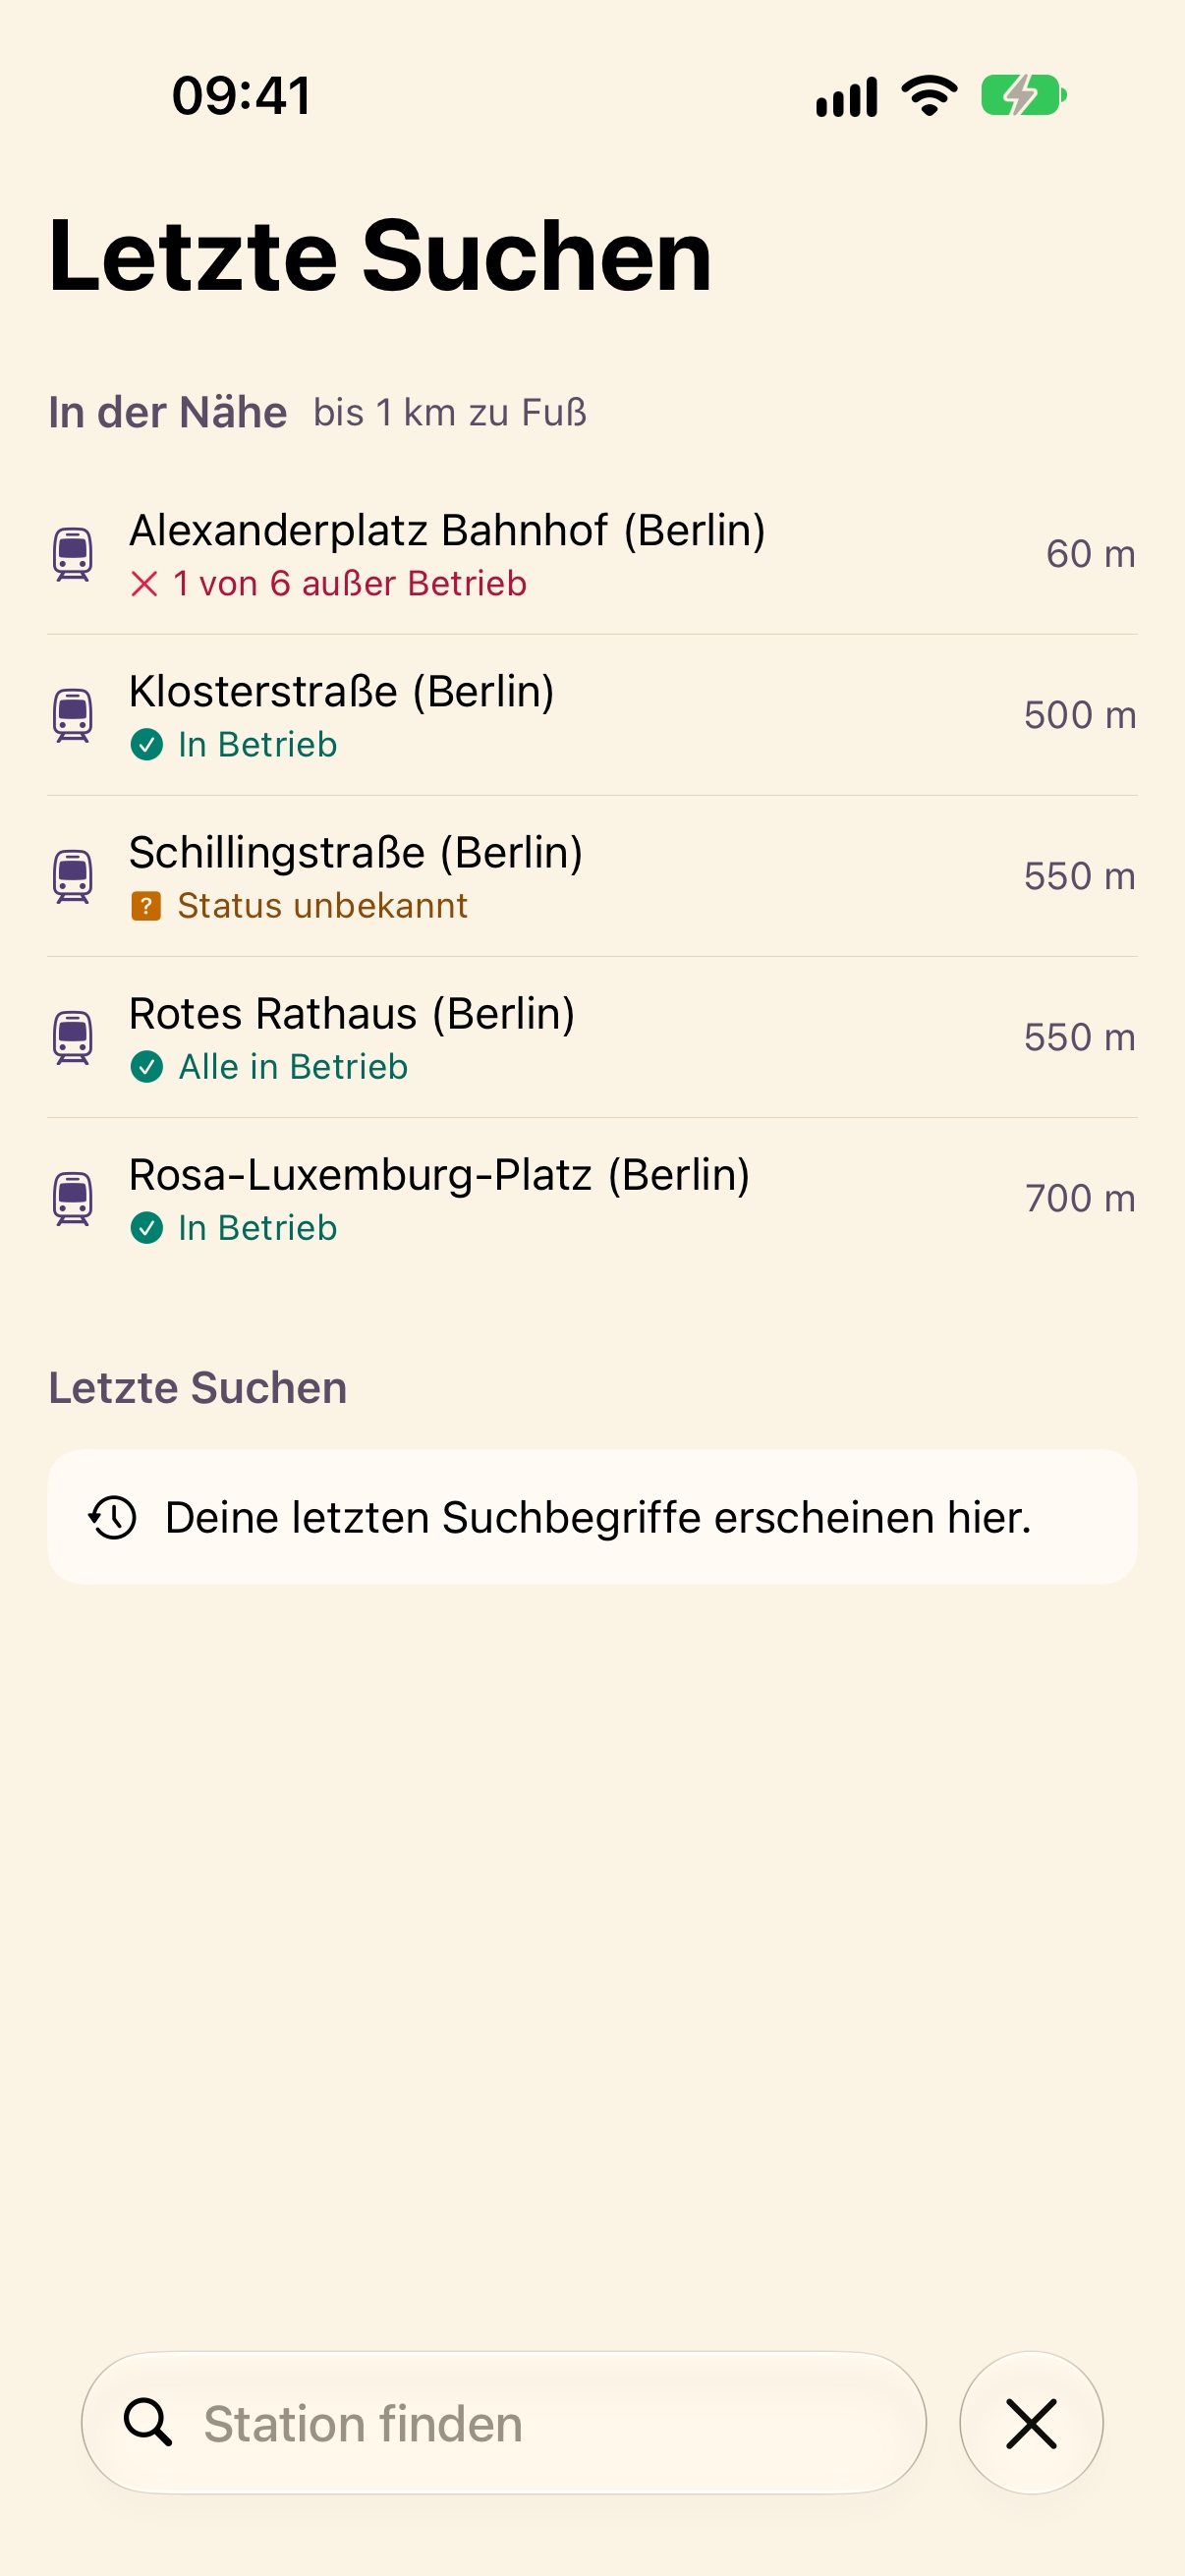 09:41
Letzte Suchen
In der Nähe bis 1 km zu Fuß
Alexanderplatz Bahnhof (Berlin)
1 von 6 außer Betrieb
60 m
Klosterstraße (Berlin)
In Betrieb
500 m
Schillingstraße (Berlin)
? Status unbekannt
550 m
Rotes Rathaus (Berlin)
Alle in Betrieb
550 m
Rosa-Luxemburg-Platz (Berlin)
In Betrieb
700 m
Letzte Suchen
Deine letzten Suchbegriffe erscheinen hier.
Station finden